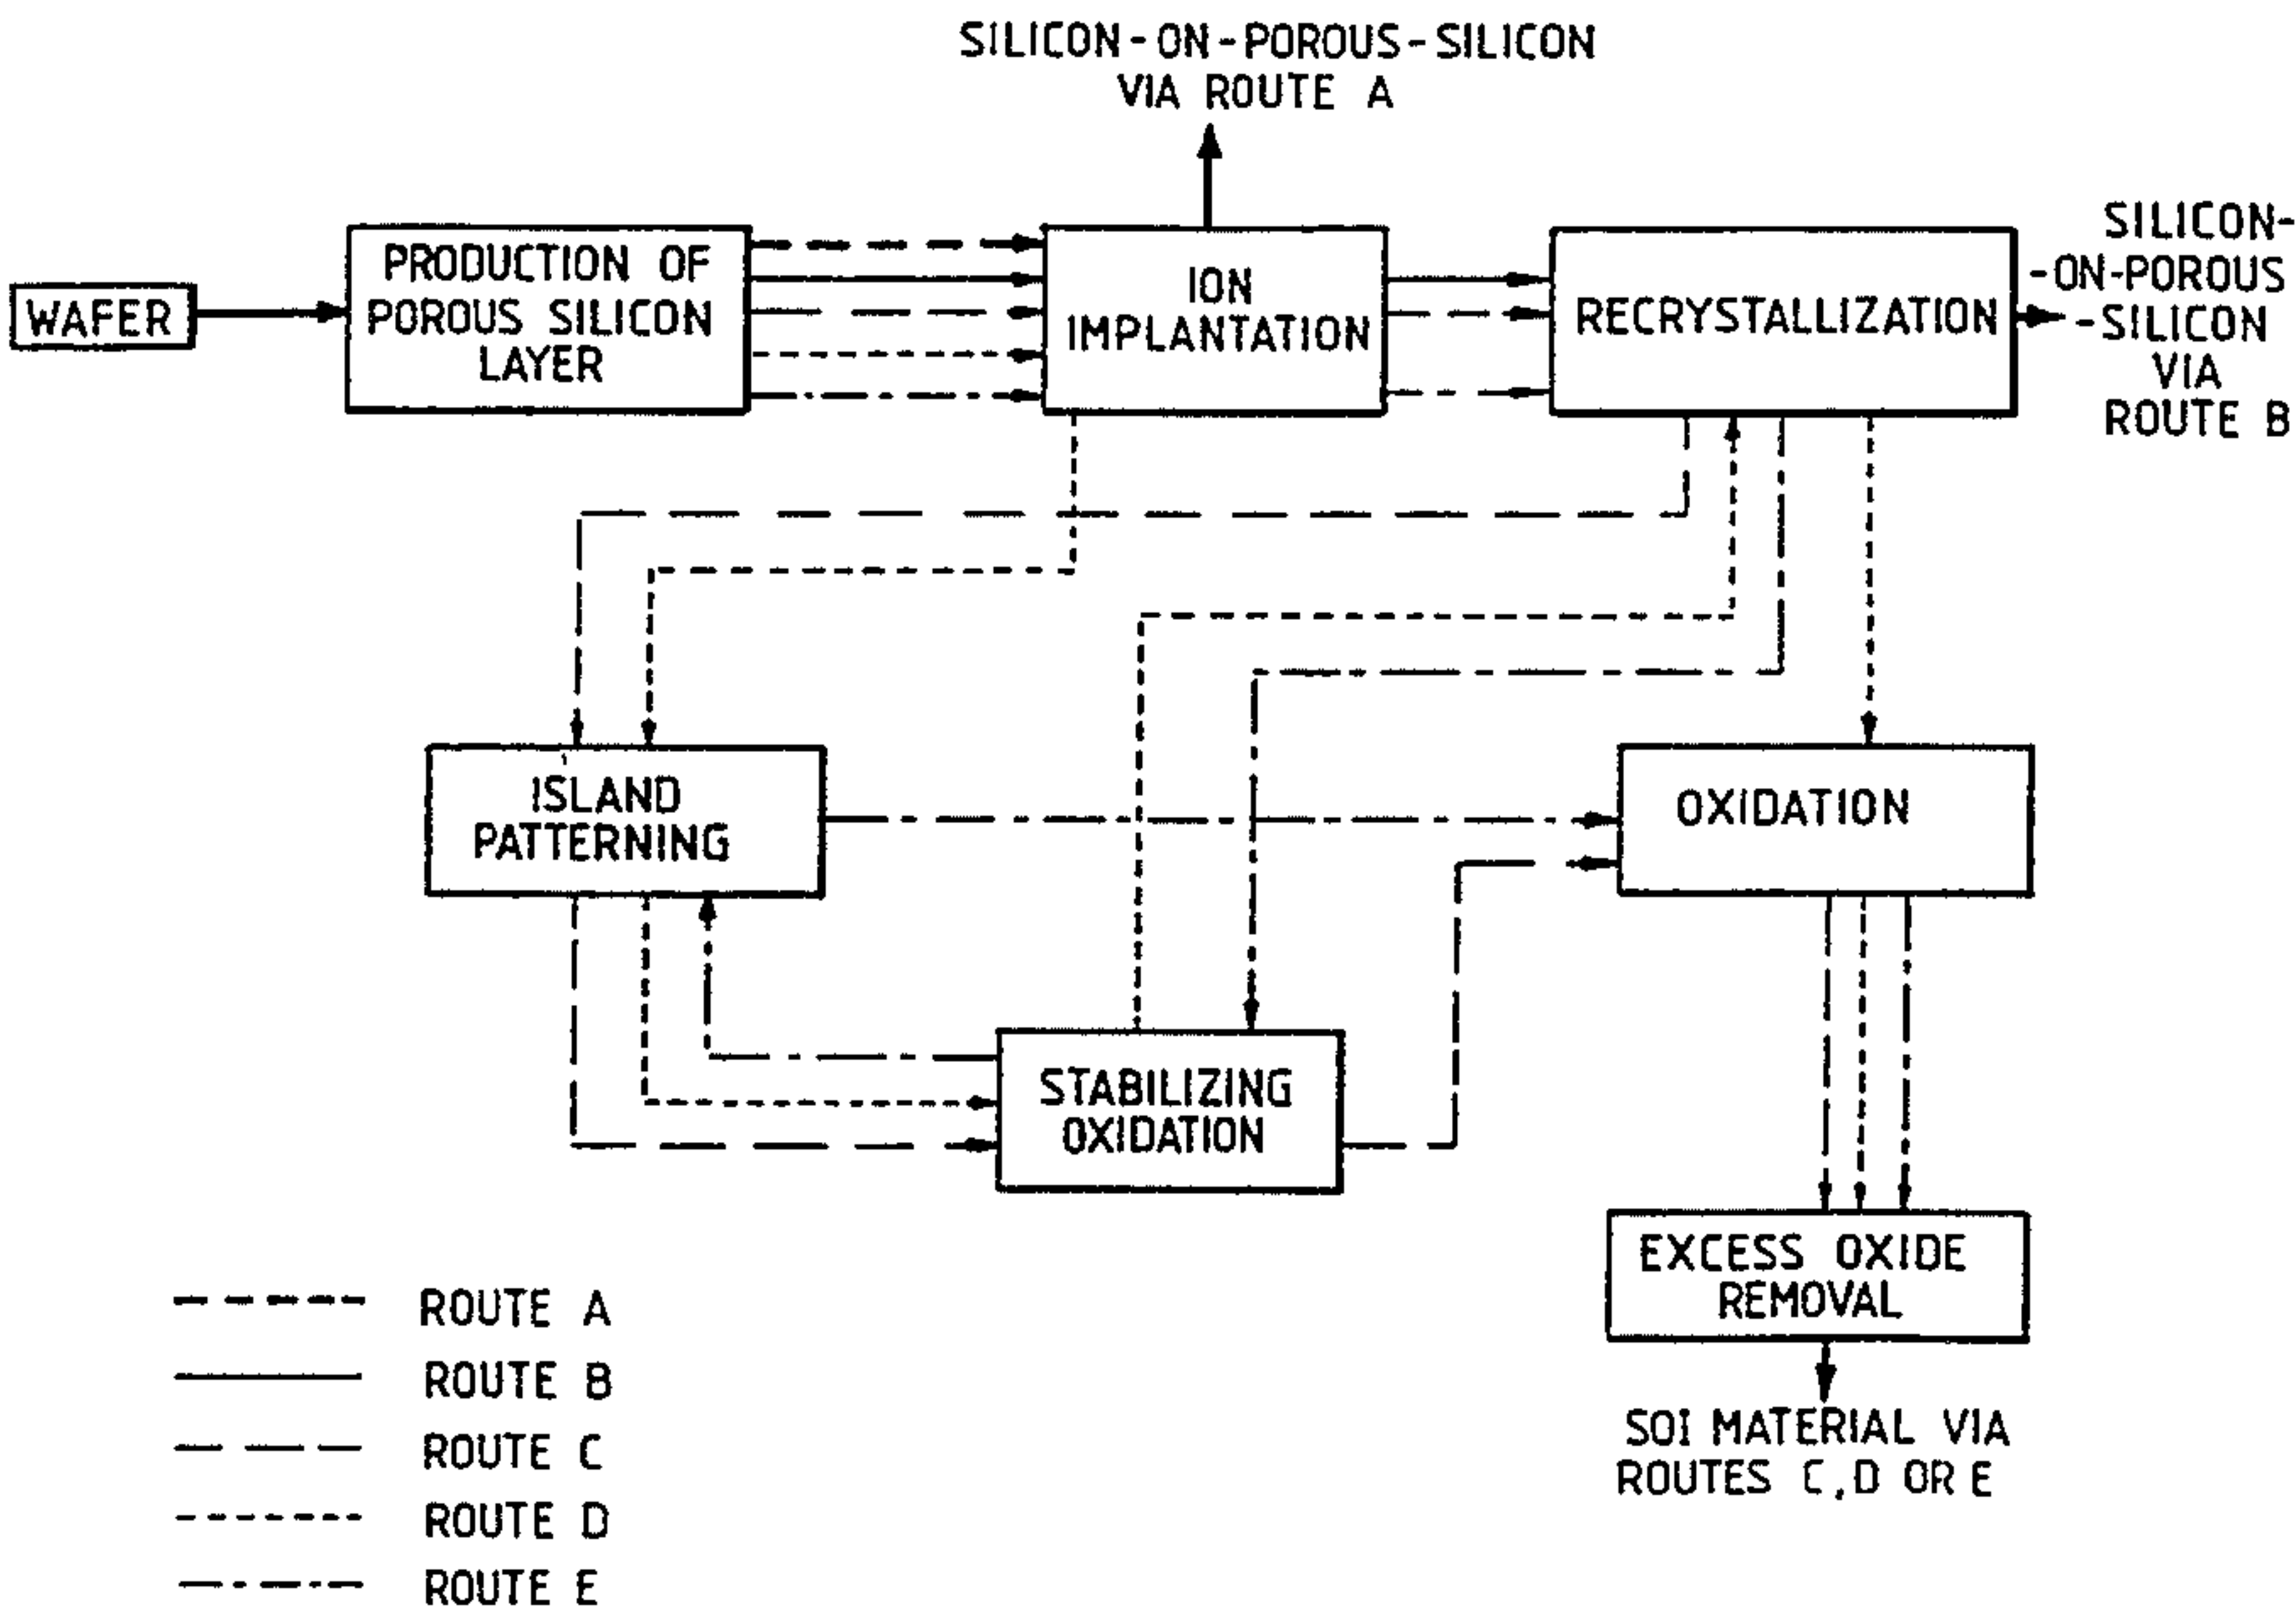 SILICON-ON-POROUS-SILICON
VIA ROUTE A
WAFER
PRODUCTION OF
POROUS SILICON
LAYER
ION
IMPLANTATION
RECRYSTALLIZATION
SILICON-
-ON-POROUS
-SILICON
VIA
ROUTE B
ISLAND
PATTERNING
OXIDATION
STABILIZING
OXIDATION
EXCESS OXIDE
REMOVAL
SOI MATERIAL VIA
ROUTES C,D OR E
ROUTE A
ROUTE B
ROUTE C
ROUTE D
ROUTE E